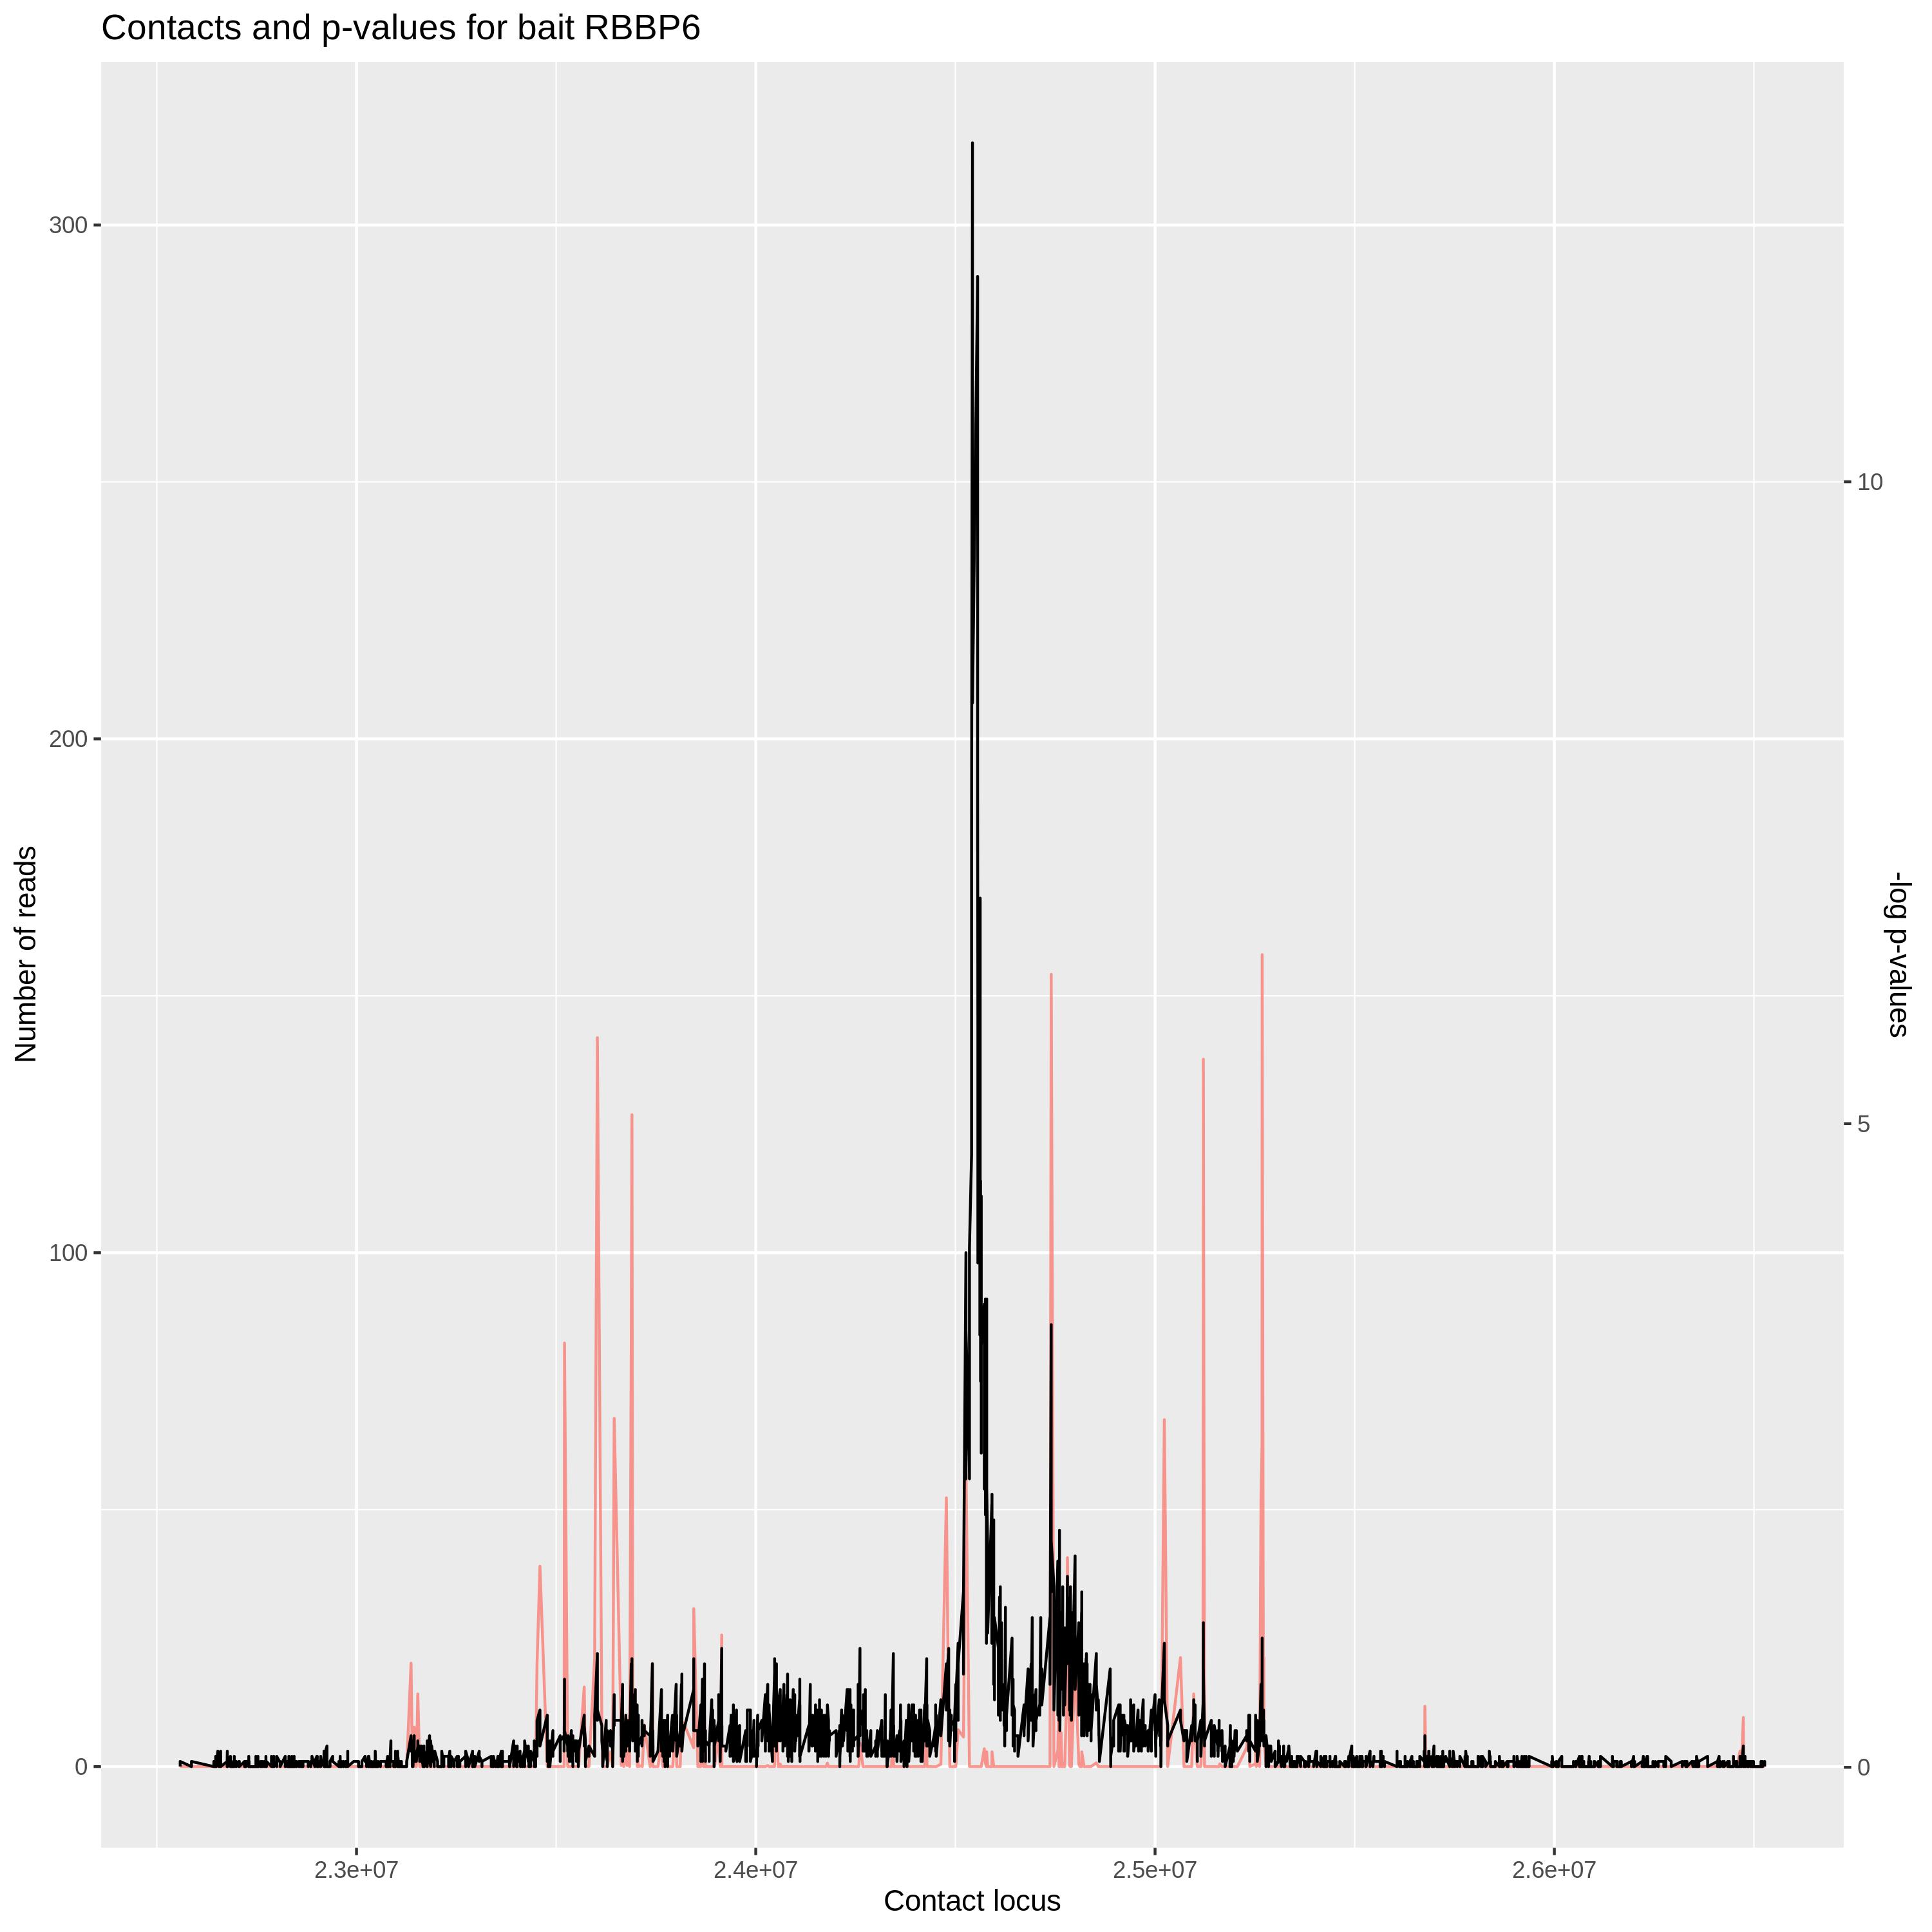 Contacts and p-values for bait RBBP6
300
200
100
0
Number of reads
10
5
0
-log p-values
2.3e+07
2.4e+07
2.5e+07
2.6e+07
Contact locus